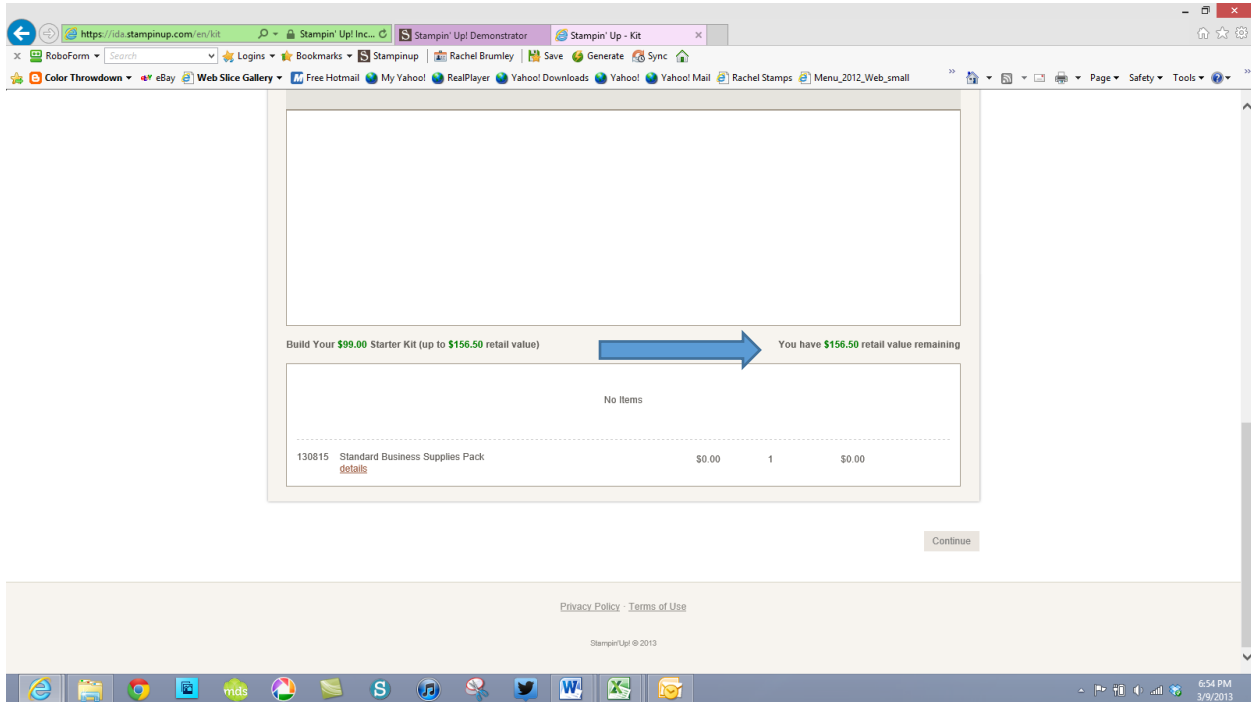 https://ida.stampinup.com/en/kit
Stampin' Up! Inc...
Stampin' Up! Demonstrator
Stampin' Up - Kit
x RoboForm Search Logins Bookmarks Stampinup Rachel Brumley Save Generate Sync
Color Throwdown eBay Web Slice Gallery Free Hotmail My Yahoo! RealPlayer Yahoo! Downloads Yahoo! Yahoo! Mail Rachel Stamps Menu_2012_Web_small » Page Safety Tools »
Build Your $99.00 Starter Kit (up to $156.50 retail value) You have $156.50 retail value remaining
No Items
130815 Standard Business Supplies Pack $0.00 1 $0.00
details
Continue
Privacy Policy · Terms of Use
Stampin'Up! © 2013
mds
6:54 PM
3/9/2013